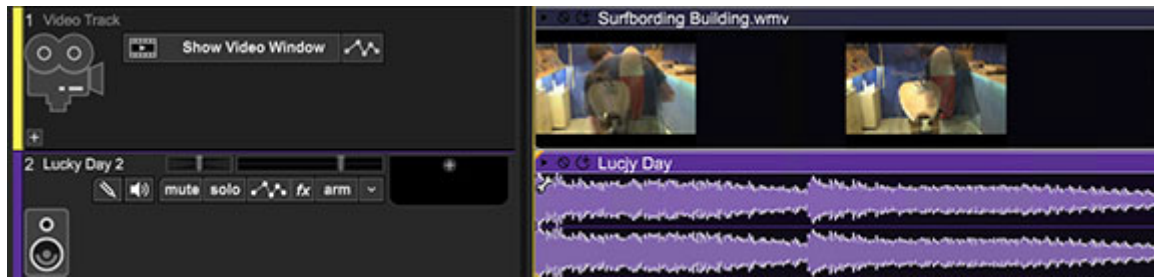 1 Video Track
Show Video Window
Surfbording Building.wmv
2 Lucky Day 2
mute solo fx arm
Lucjy Day